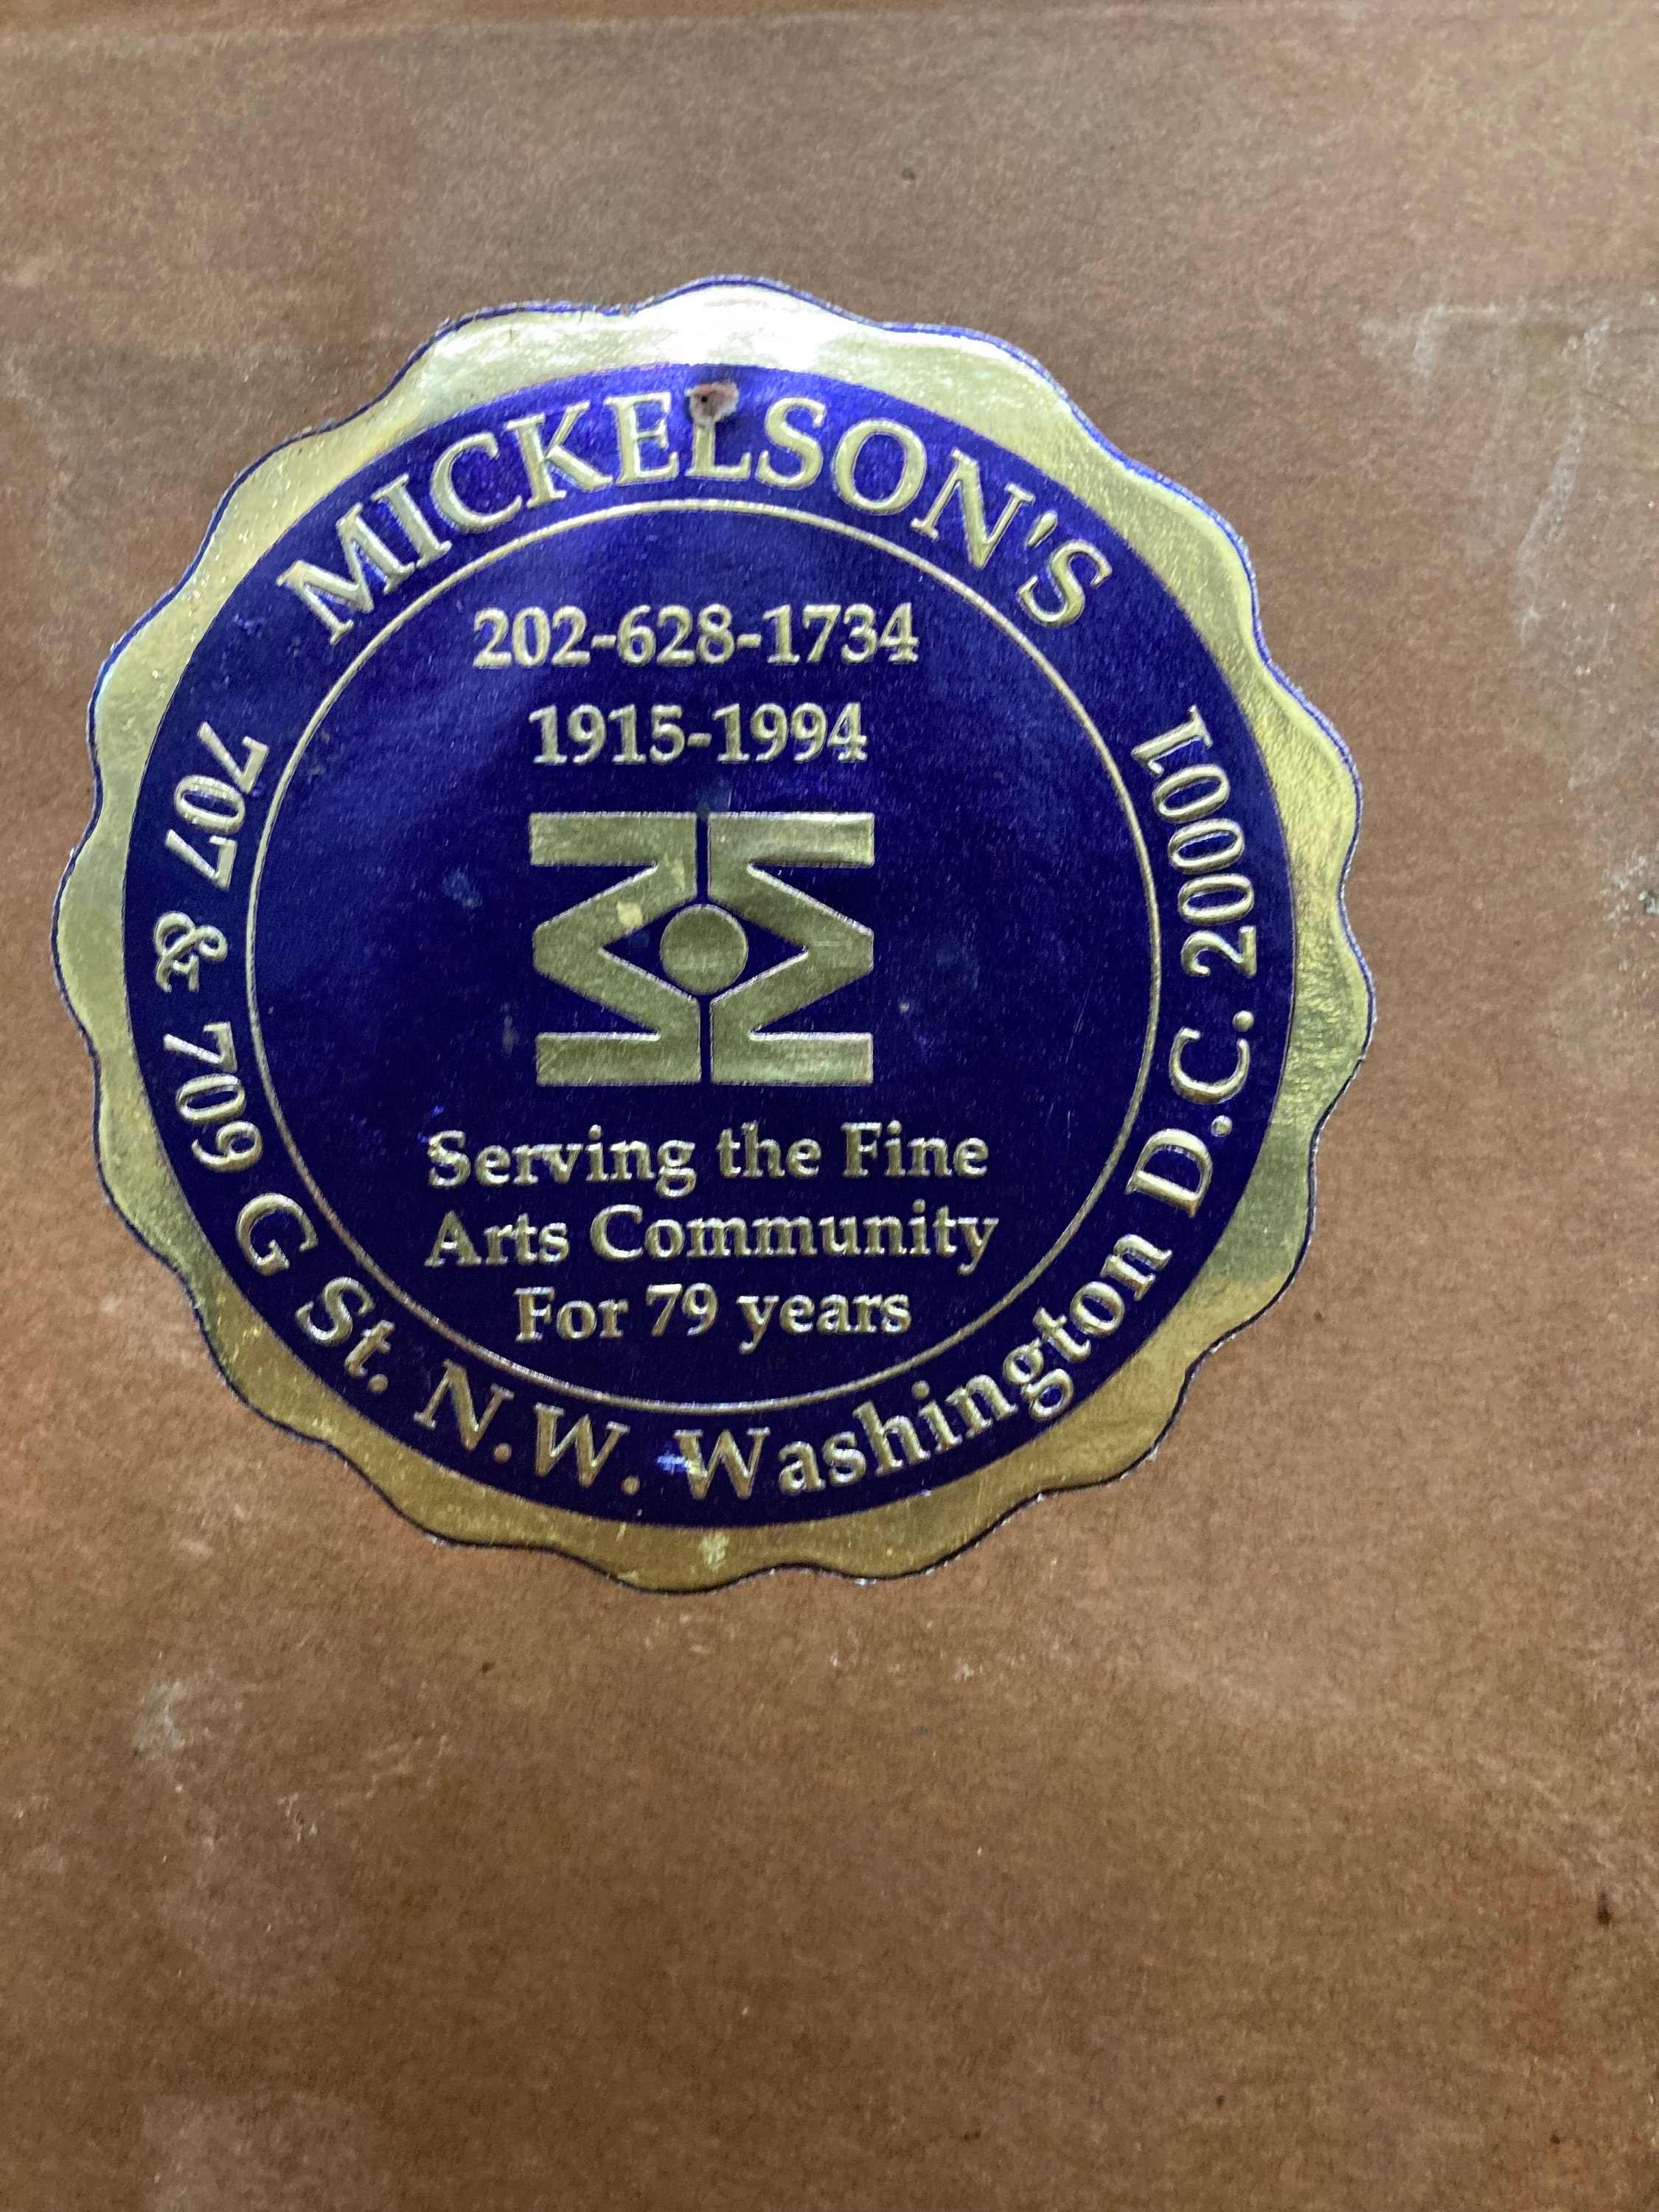 MICKELSON'S
202-628-1734
1915-1994
Serving the Fine
Arts Community
For 79 years
707 & 709 G St. N.W. Washington D.C. 20001